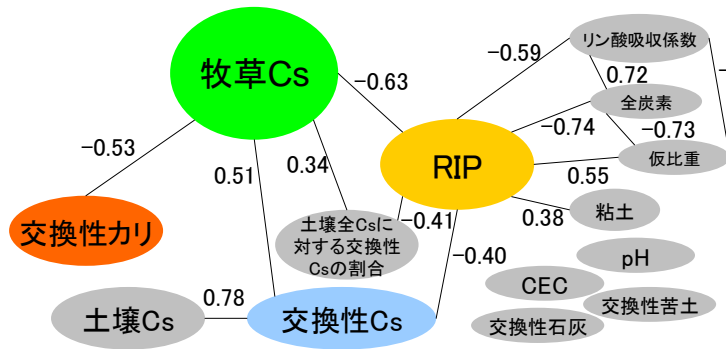 リン酸吸収係数
−0.59
牧草Cs
0.72
−0.63
全炭素
−0.74
−0.73
−0.53
RIP
仮比重
0.34
0.55
0.51
0.38
粘土
−0.41
交換性カリ
土壌全Csに
対する交換性
Csの割合
−0.40
pH
CEC
0.78
交換性苦土
土壌Cs
交換性Cs
交換性石灰